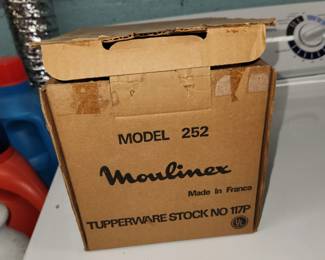 MODEL 252
Moulinex
Made In France
TUPPERWARE STOCK NO 117P